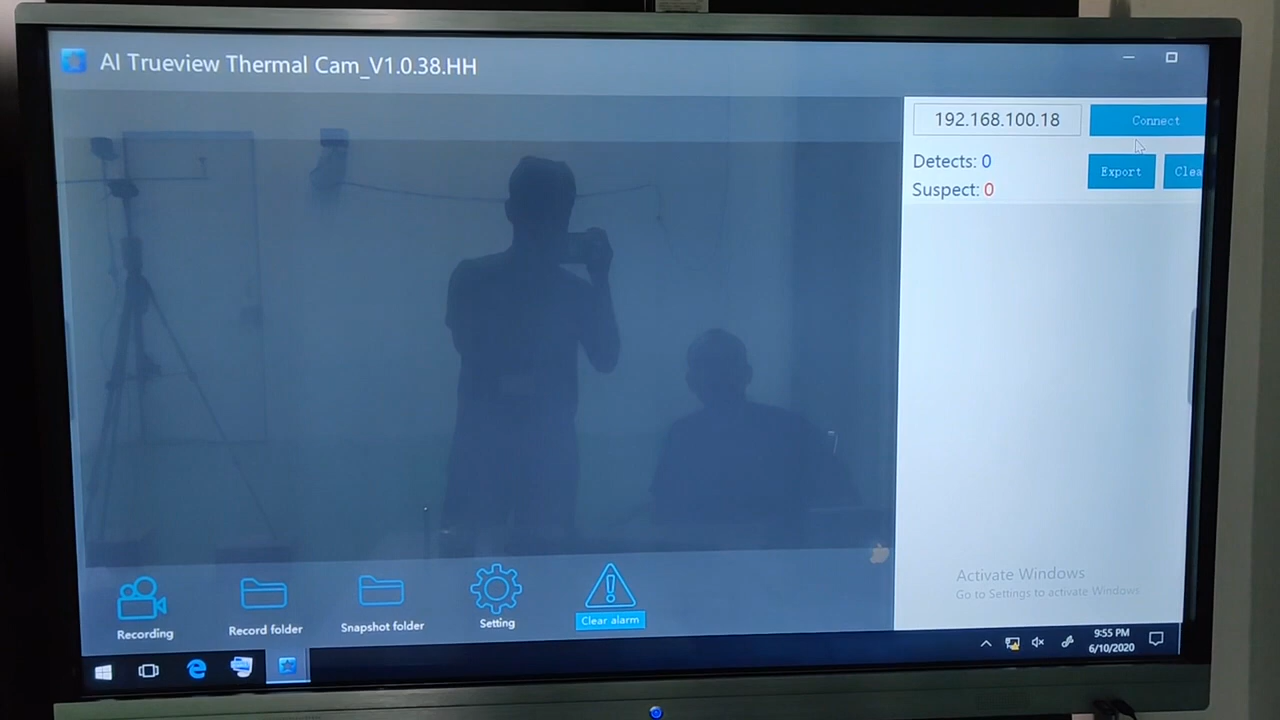 AI Trueview Thermal Cam_V1.0.38.HH
192.168.100.18
Connect
Detects: 0
Export
Clea
Suspect: 0
Activate Windows
Go to Settings to activate Windows.
Recording
Record folder
Snapshot folder
Setting
Clear alarm
9:55 PM
6/10/2020